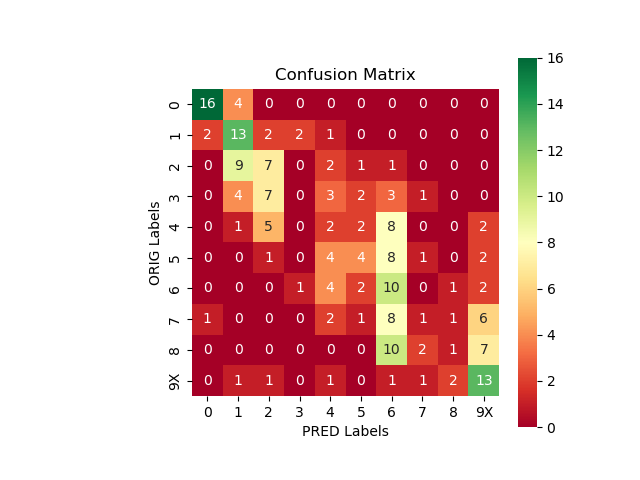 Confusion Matrix
ORIG Labels
0 16 4 0 0 0 0 0 0 0 0
1 2 13 2 2 1 0 0 0 0 0
2 0 9 7 0 2 1 1 0 0 0
3 0 4 7 0 3 2 3 1 0 0
4 0 1 5 0 2 2 8 0 0 2
5 0 0 1 0 4 4 8 1 0 2
6 0 0 0 1 4 2 10 0 1 2
7 1 0 0 0 2 1 8 1 1 6
8 0 0 0 0 0 0 10 2 1 7
9X 0 1 1 0 1 0 1 1 2 13
0 1 2 3 4 5 6 7 8 9X
PRED Labels
16
14
12
10
8
6
4
2
0